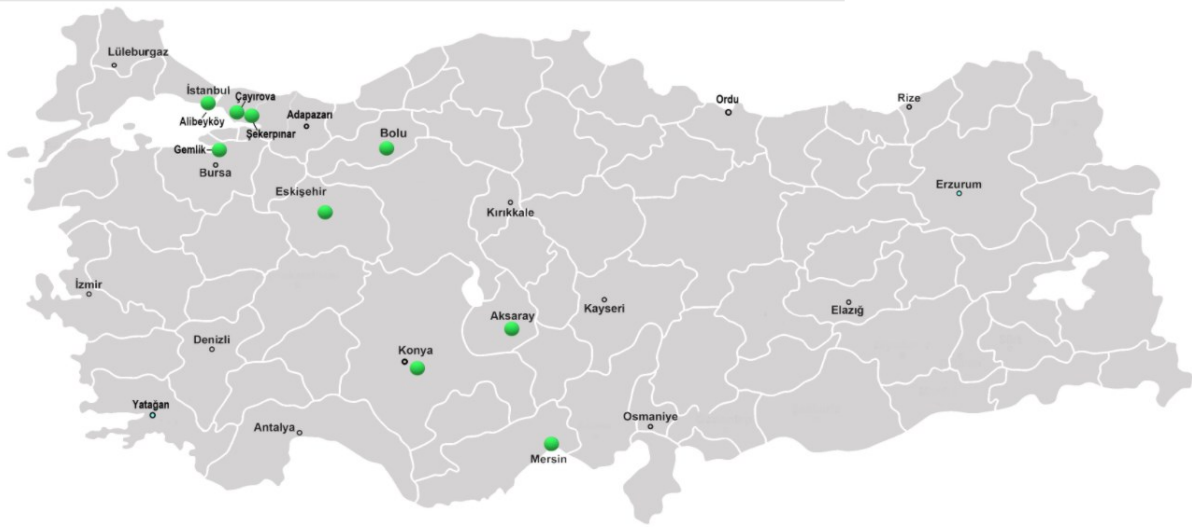 Lüleburgaz
İstanbul
Çayırova
Alibeyköy
Şekerpınar
Adapazarı
Ordu
Rize
Gemlik
Bursa
Bolu
Eskişehir
Erzurum
Kırıkkale
İzmir
Denizli
Aksaray
Kayseri
Elazığ
Konya
Yatağan
Antalya
Osmaniye
Mersin